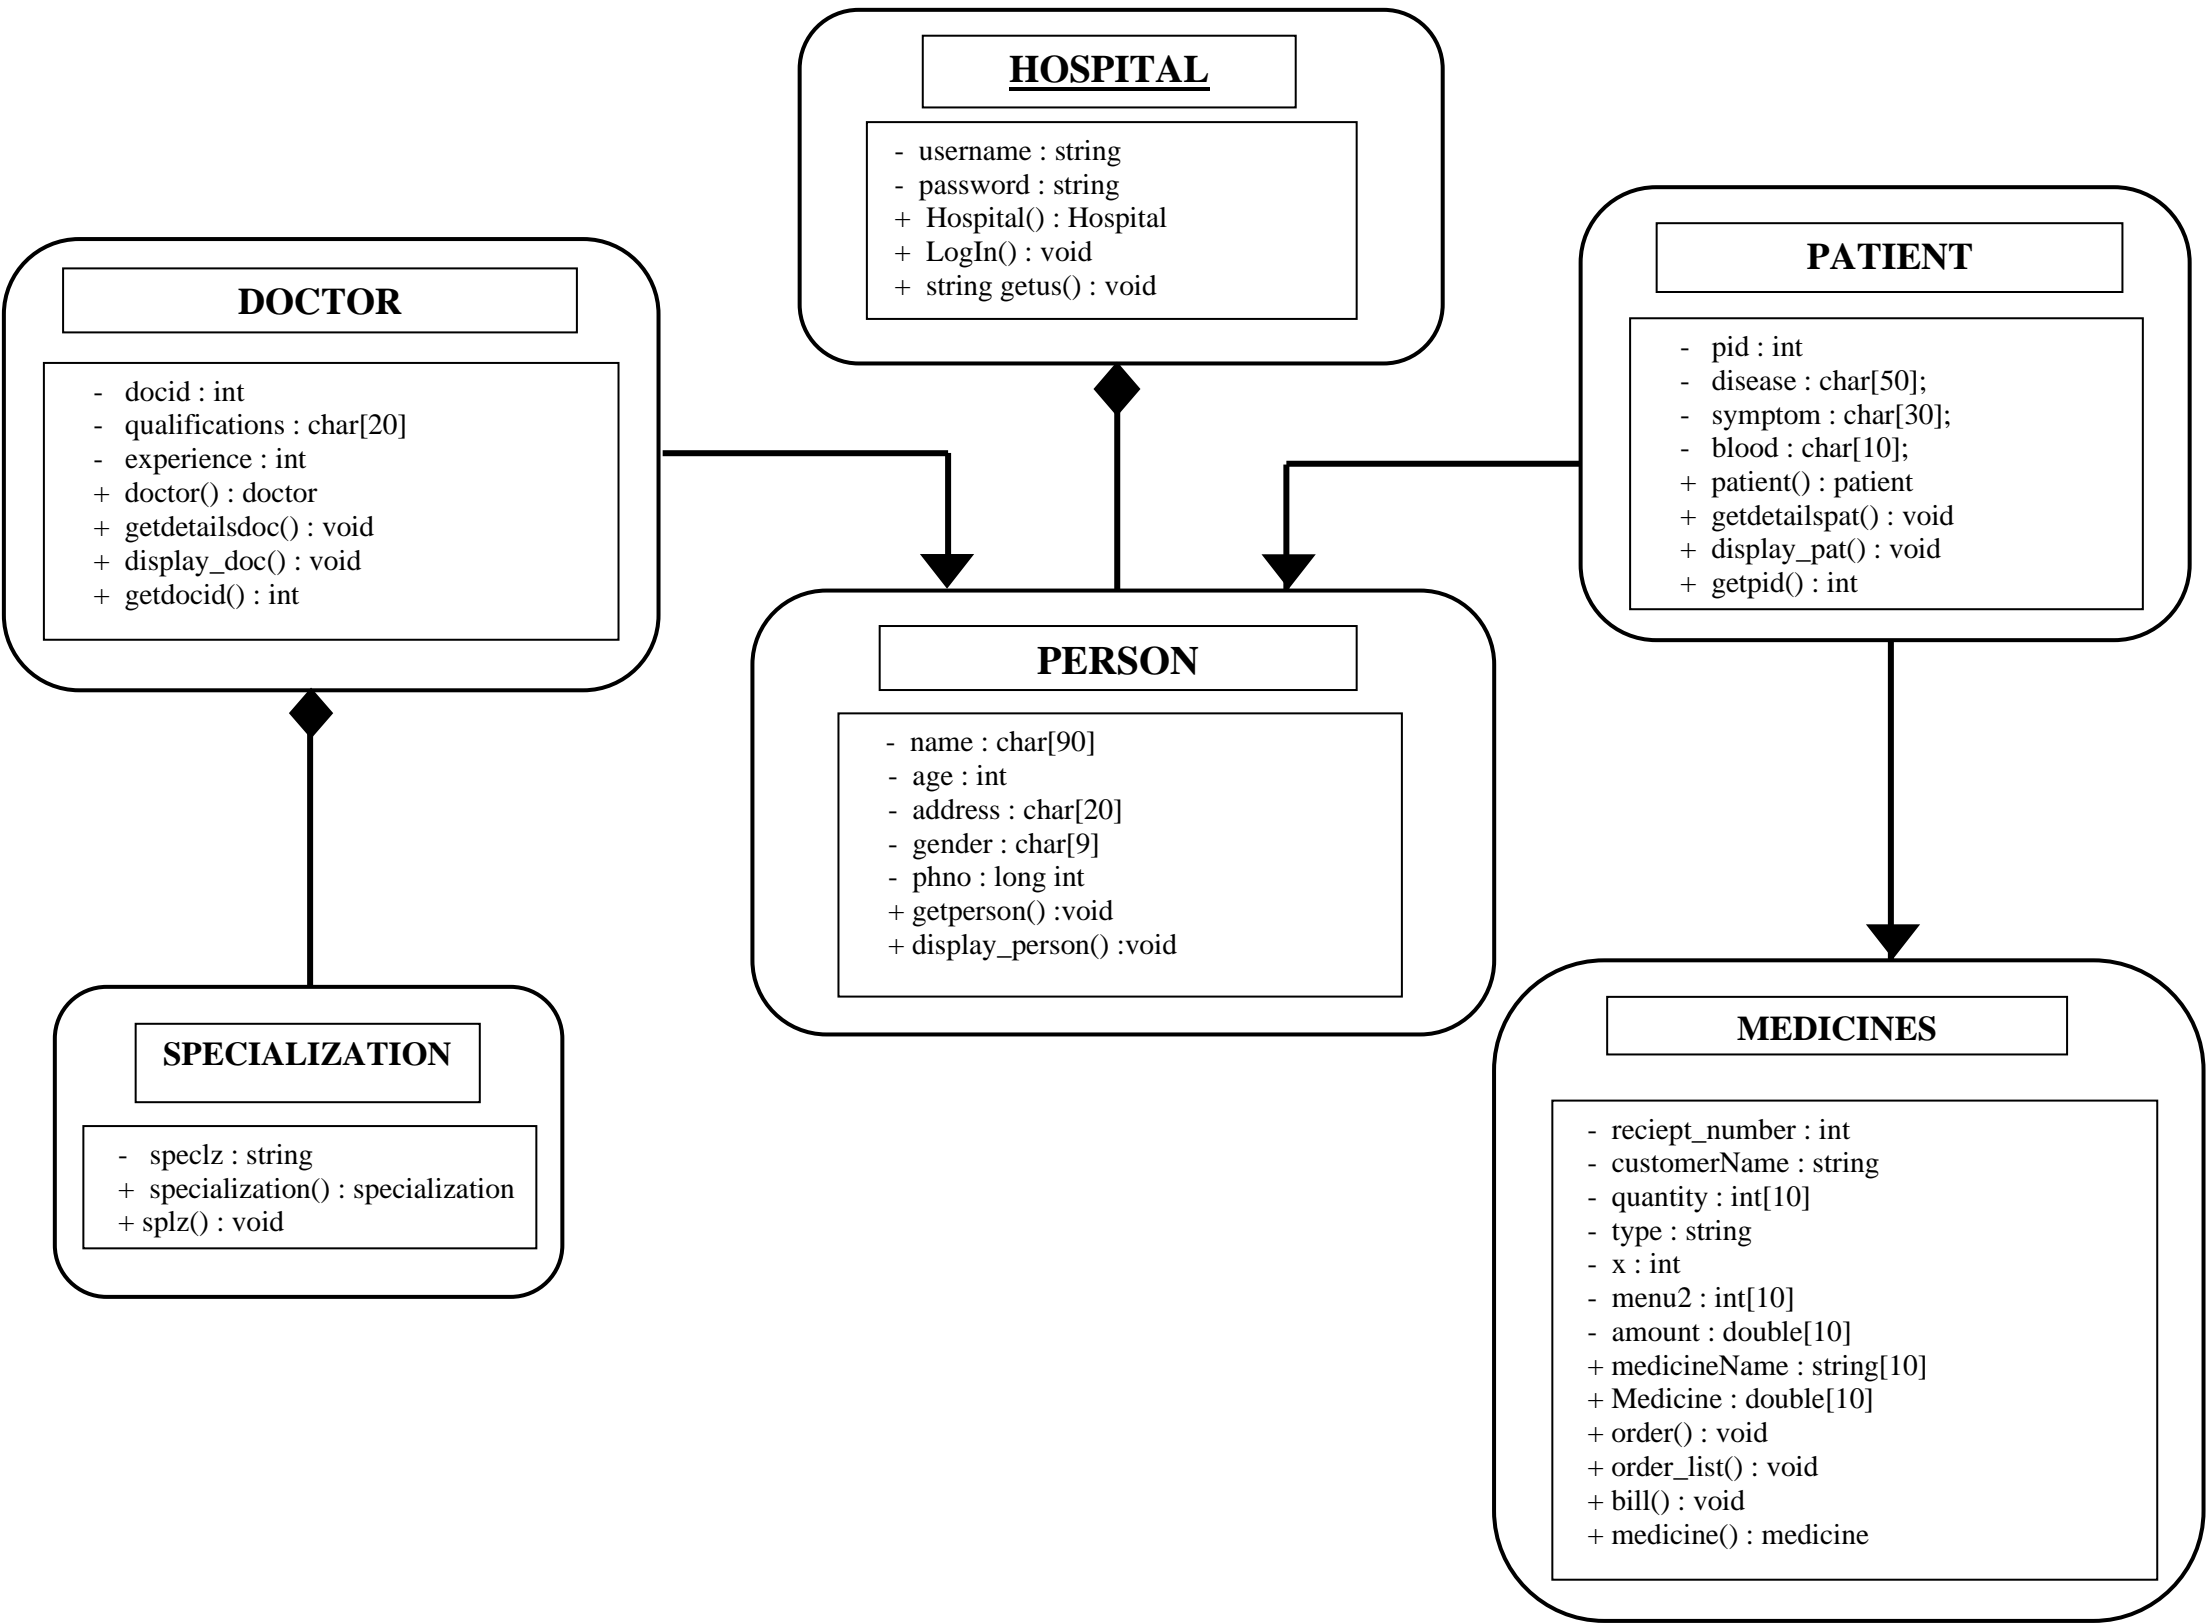 HOSPITAL
- username : string
- password : string
+ Hospital() : Hospital
+ LogIn() : void
+ string getus() : void
DOCTOR
- docid : int
- qualifications : char[20]
- experience : int
+ doctor() : doctor
+ getdetailsdoc() : void
+ display_doc() : void
+ getdocid() : int
PATIENT
- pid : int
- disease : char[50];
- symptom : char[30];
- blood : char[10];
+ patient() : patient
+ getdetailspat() : void
+ display_pat() : void
+ getpid() : int
PERSON
- name : char[90]
- age : int
- address : char[20]
- gender : char[9]
- phno : long int
+ getperson() :void
+ display_person() :void
SPECIALIZATION
- speclz : string
+ specialization() : specialization
+ splz() : void
MEDICINES
- reciept_number : int
- customerName : string
- quantity : int[10]
- type : string
- x : int
- menu2 : int[10]
- amount : double[10]
+ medicineName : string[10]
+ Medicine : double[10]
+ order() : void
+ order_list() : void
+ bill() : void
+ medicine() : medicine